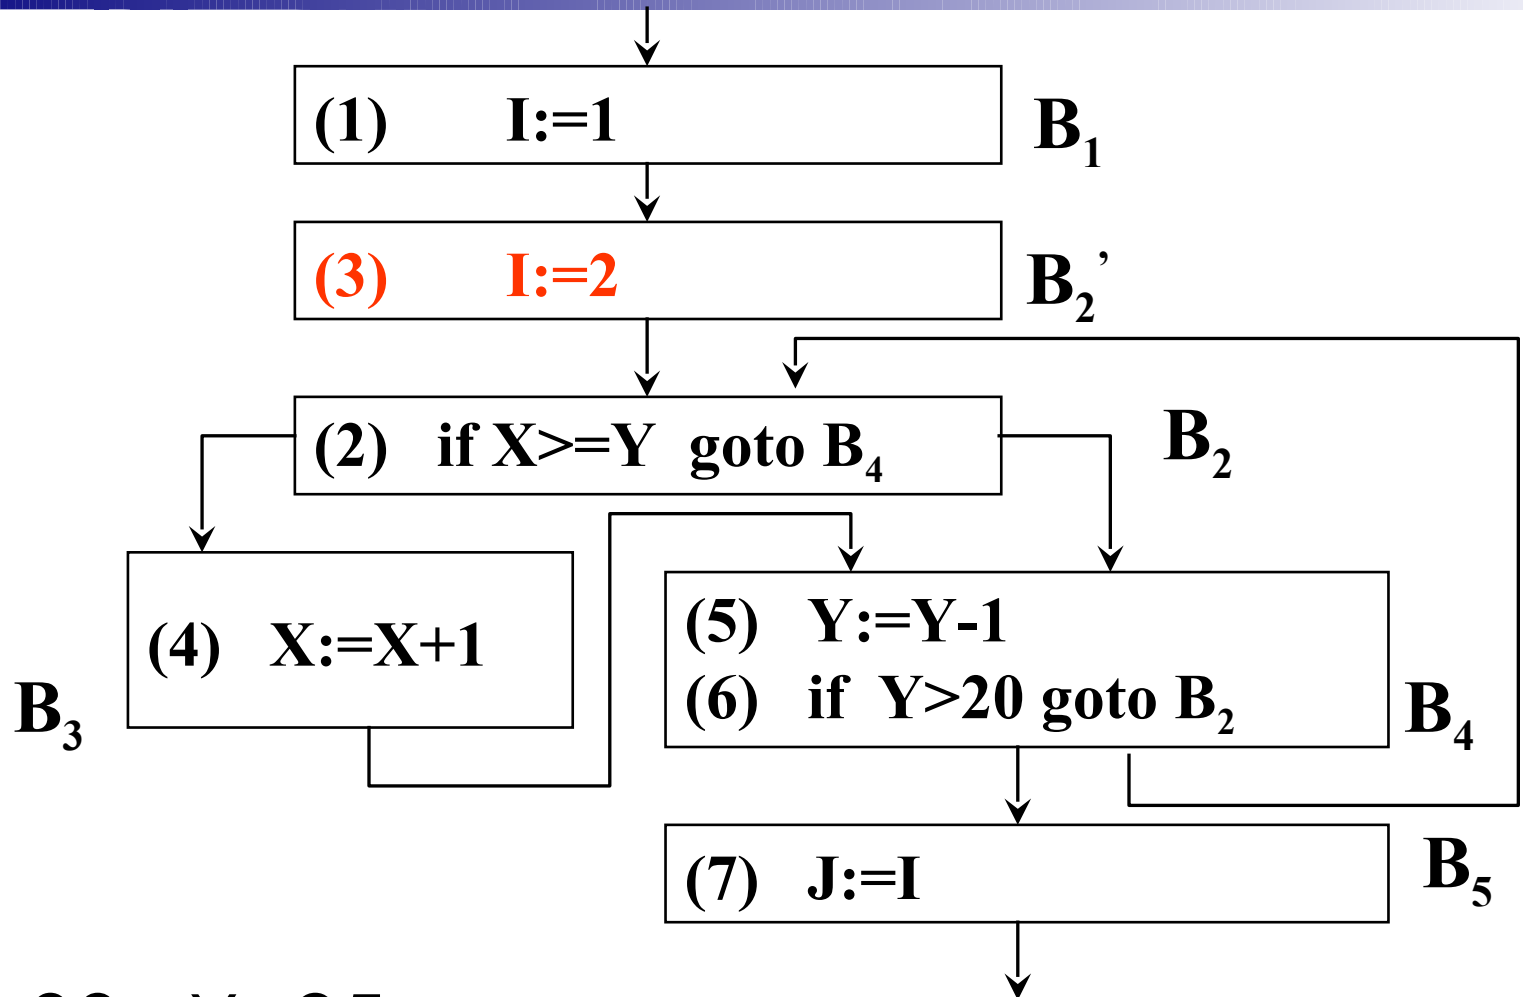 (1) I:=1 B₁
(3) I:=2 B₂’
(2) if X>=Y goto B₄ B₂
(4) X:=X+1 B₃
(5) Y:=Y-1
(6) if Y>20 goto B₂ B₄
(7) J:=I B₅